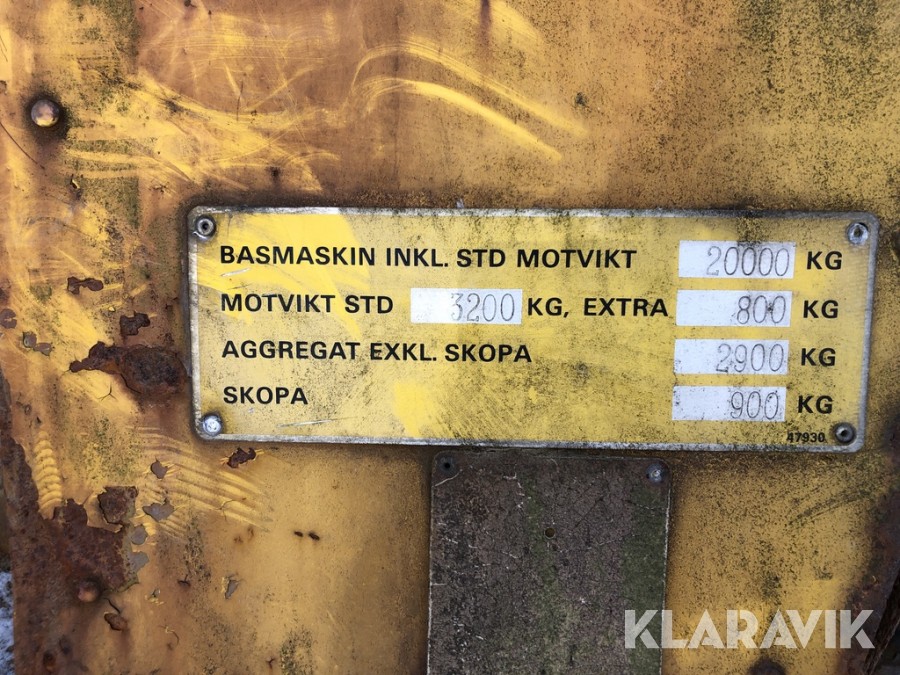 BASMASKIN INKL. STD MOTVIKT 20000 KG
MOTVIKT STD 3200 KG, EXTRA 800 KG
AGGREGAT EXKL. SKOPA 2900 KG
SKOPA 900 KG
47930
KLARAVIK